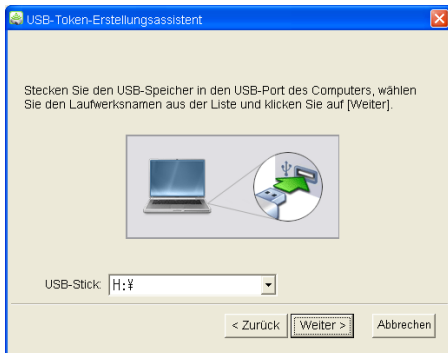 USB-Token-Erstellungsassistent
Stecken Sie den USB-Speicher in den USB-Port des Computers, wählen
Sie den Laufwerksnamen aus der Liste und klicken Sie auf [Weiter].
USB-Stick: H:¥
< Zurück Weiter > Abbrechen